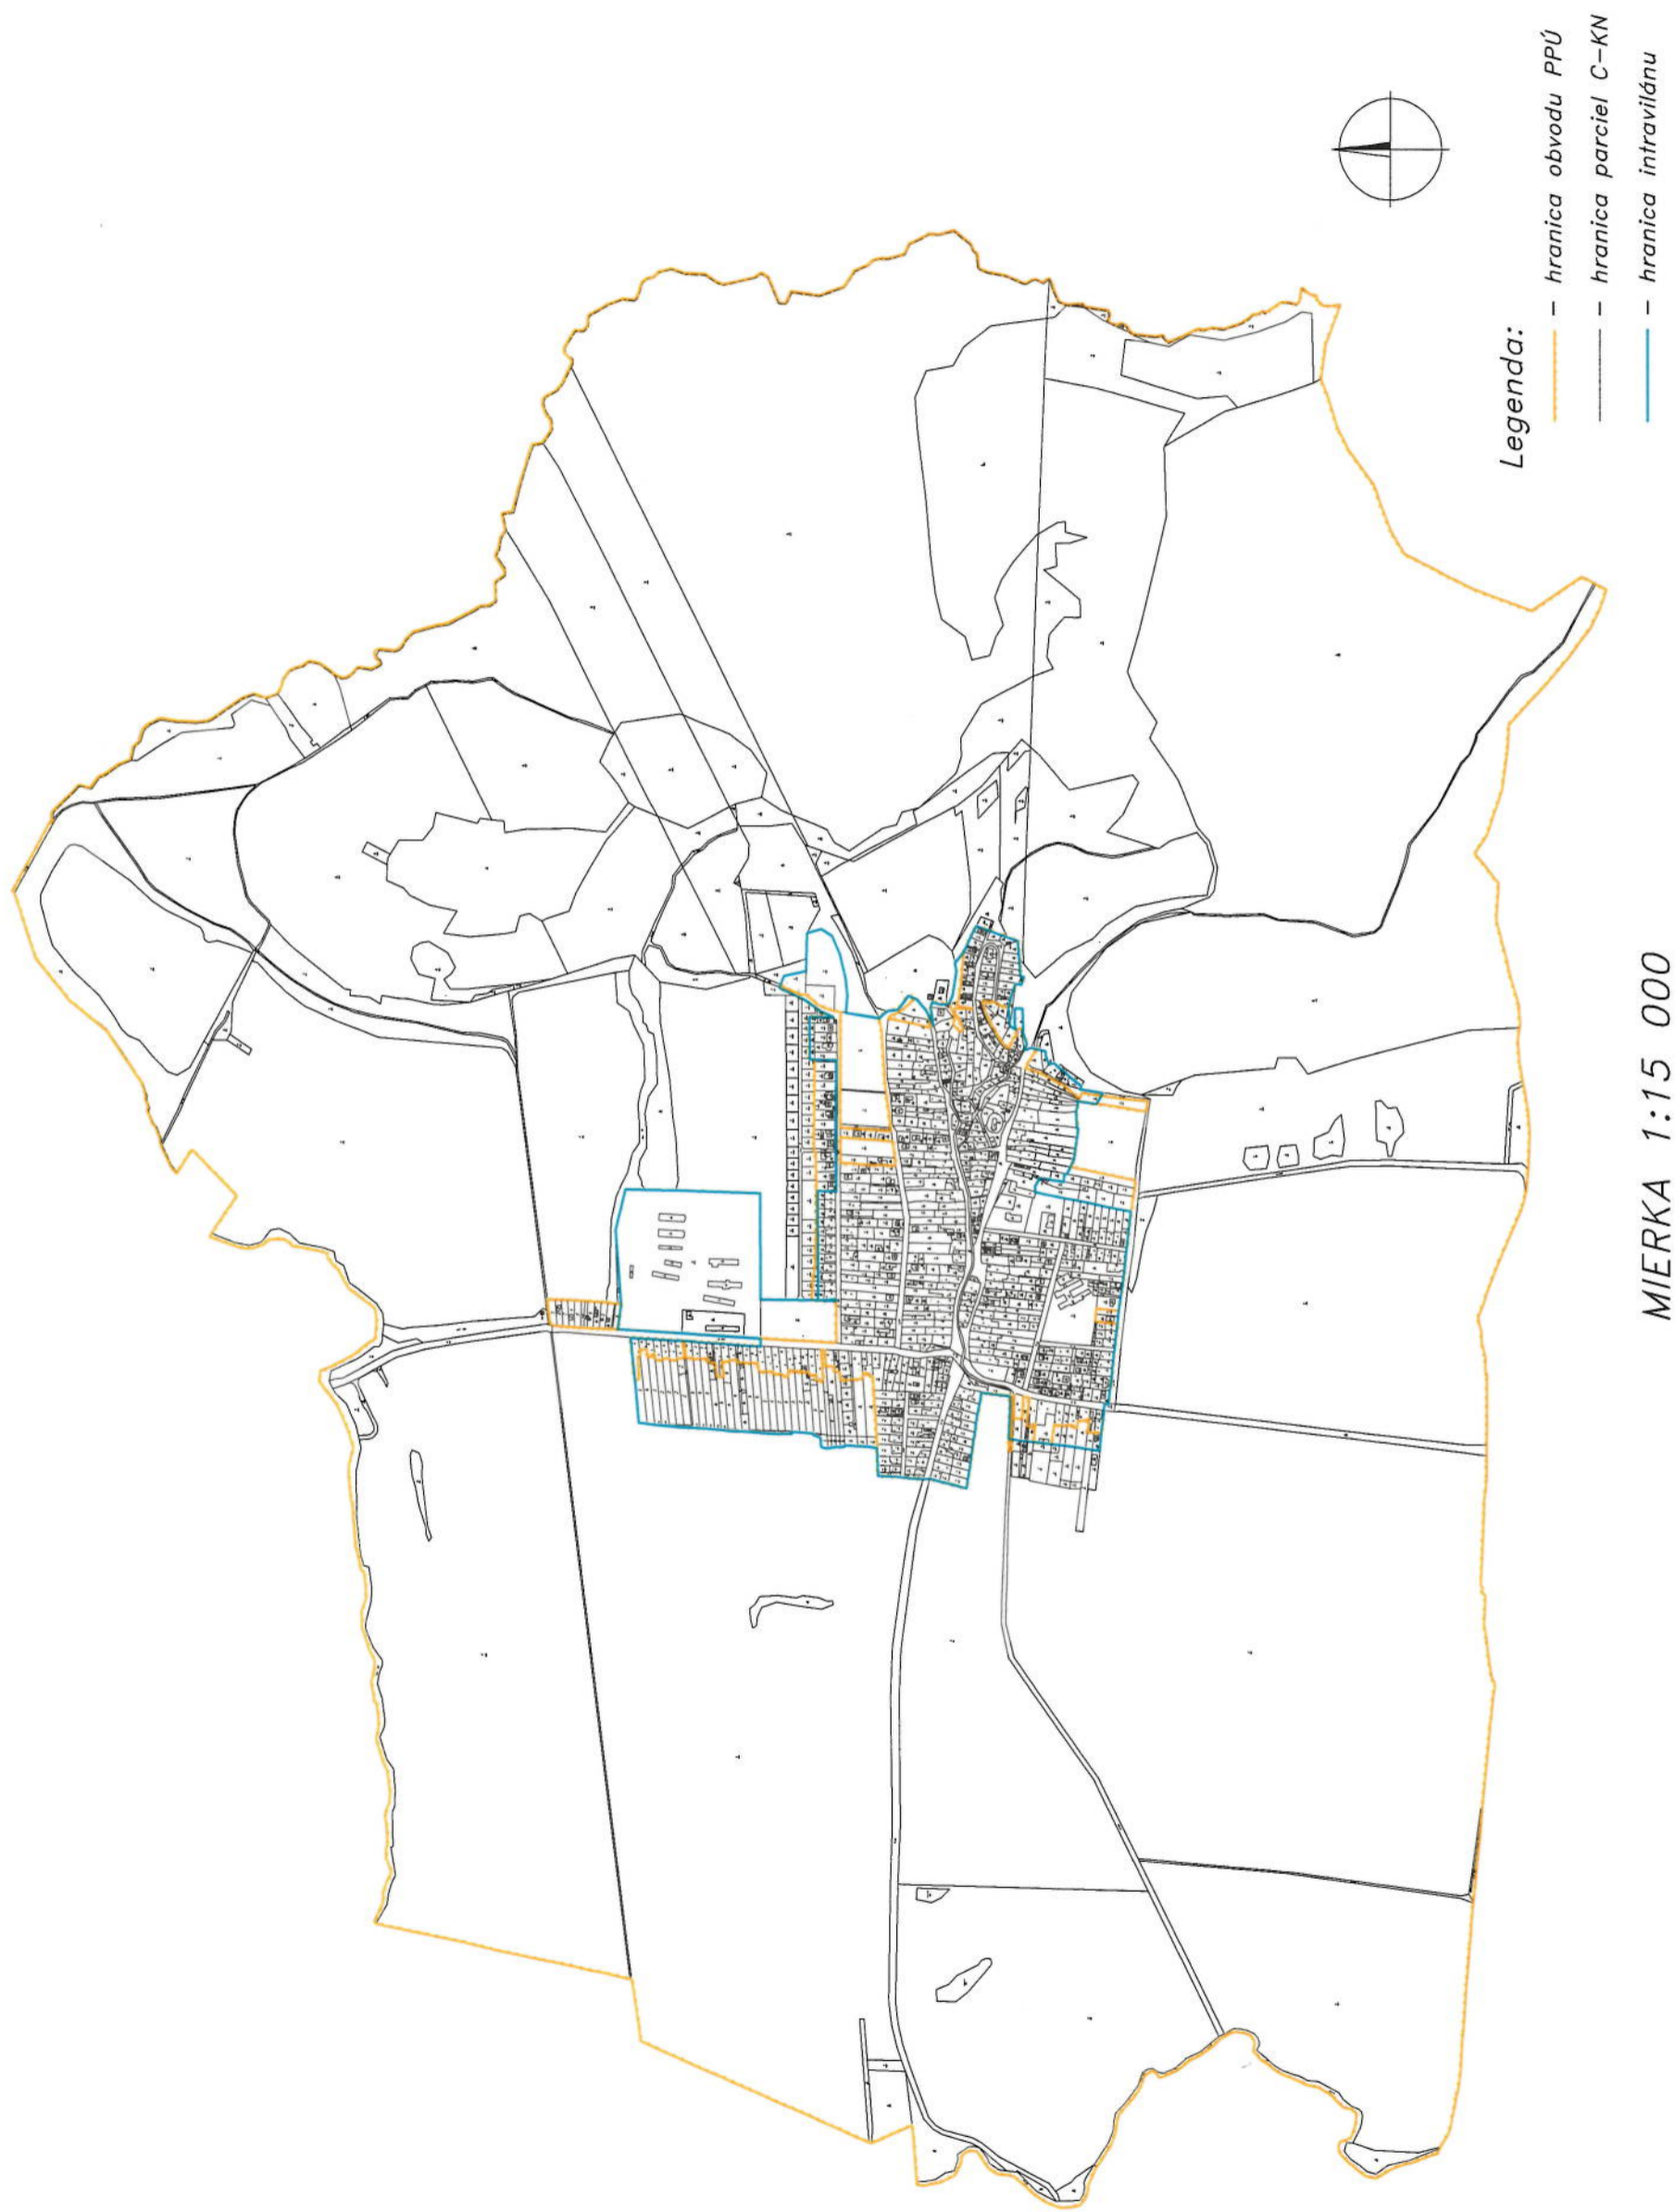 Legenda:
– hranica obvodu PPÚ
– hranica parciel C-KN
– hranica intravilánu
MIERKA 1:15 000